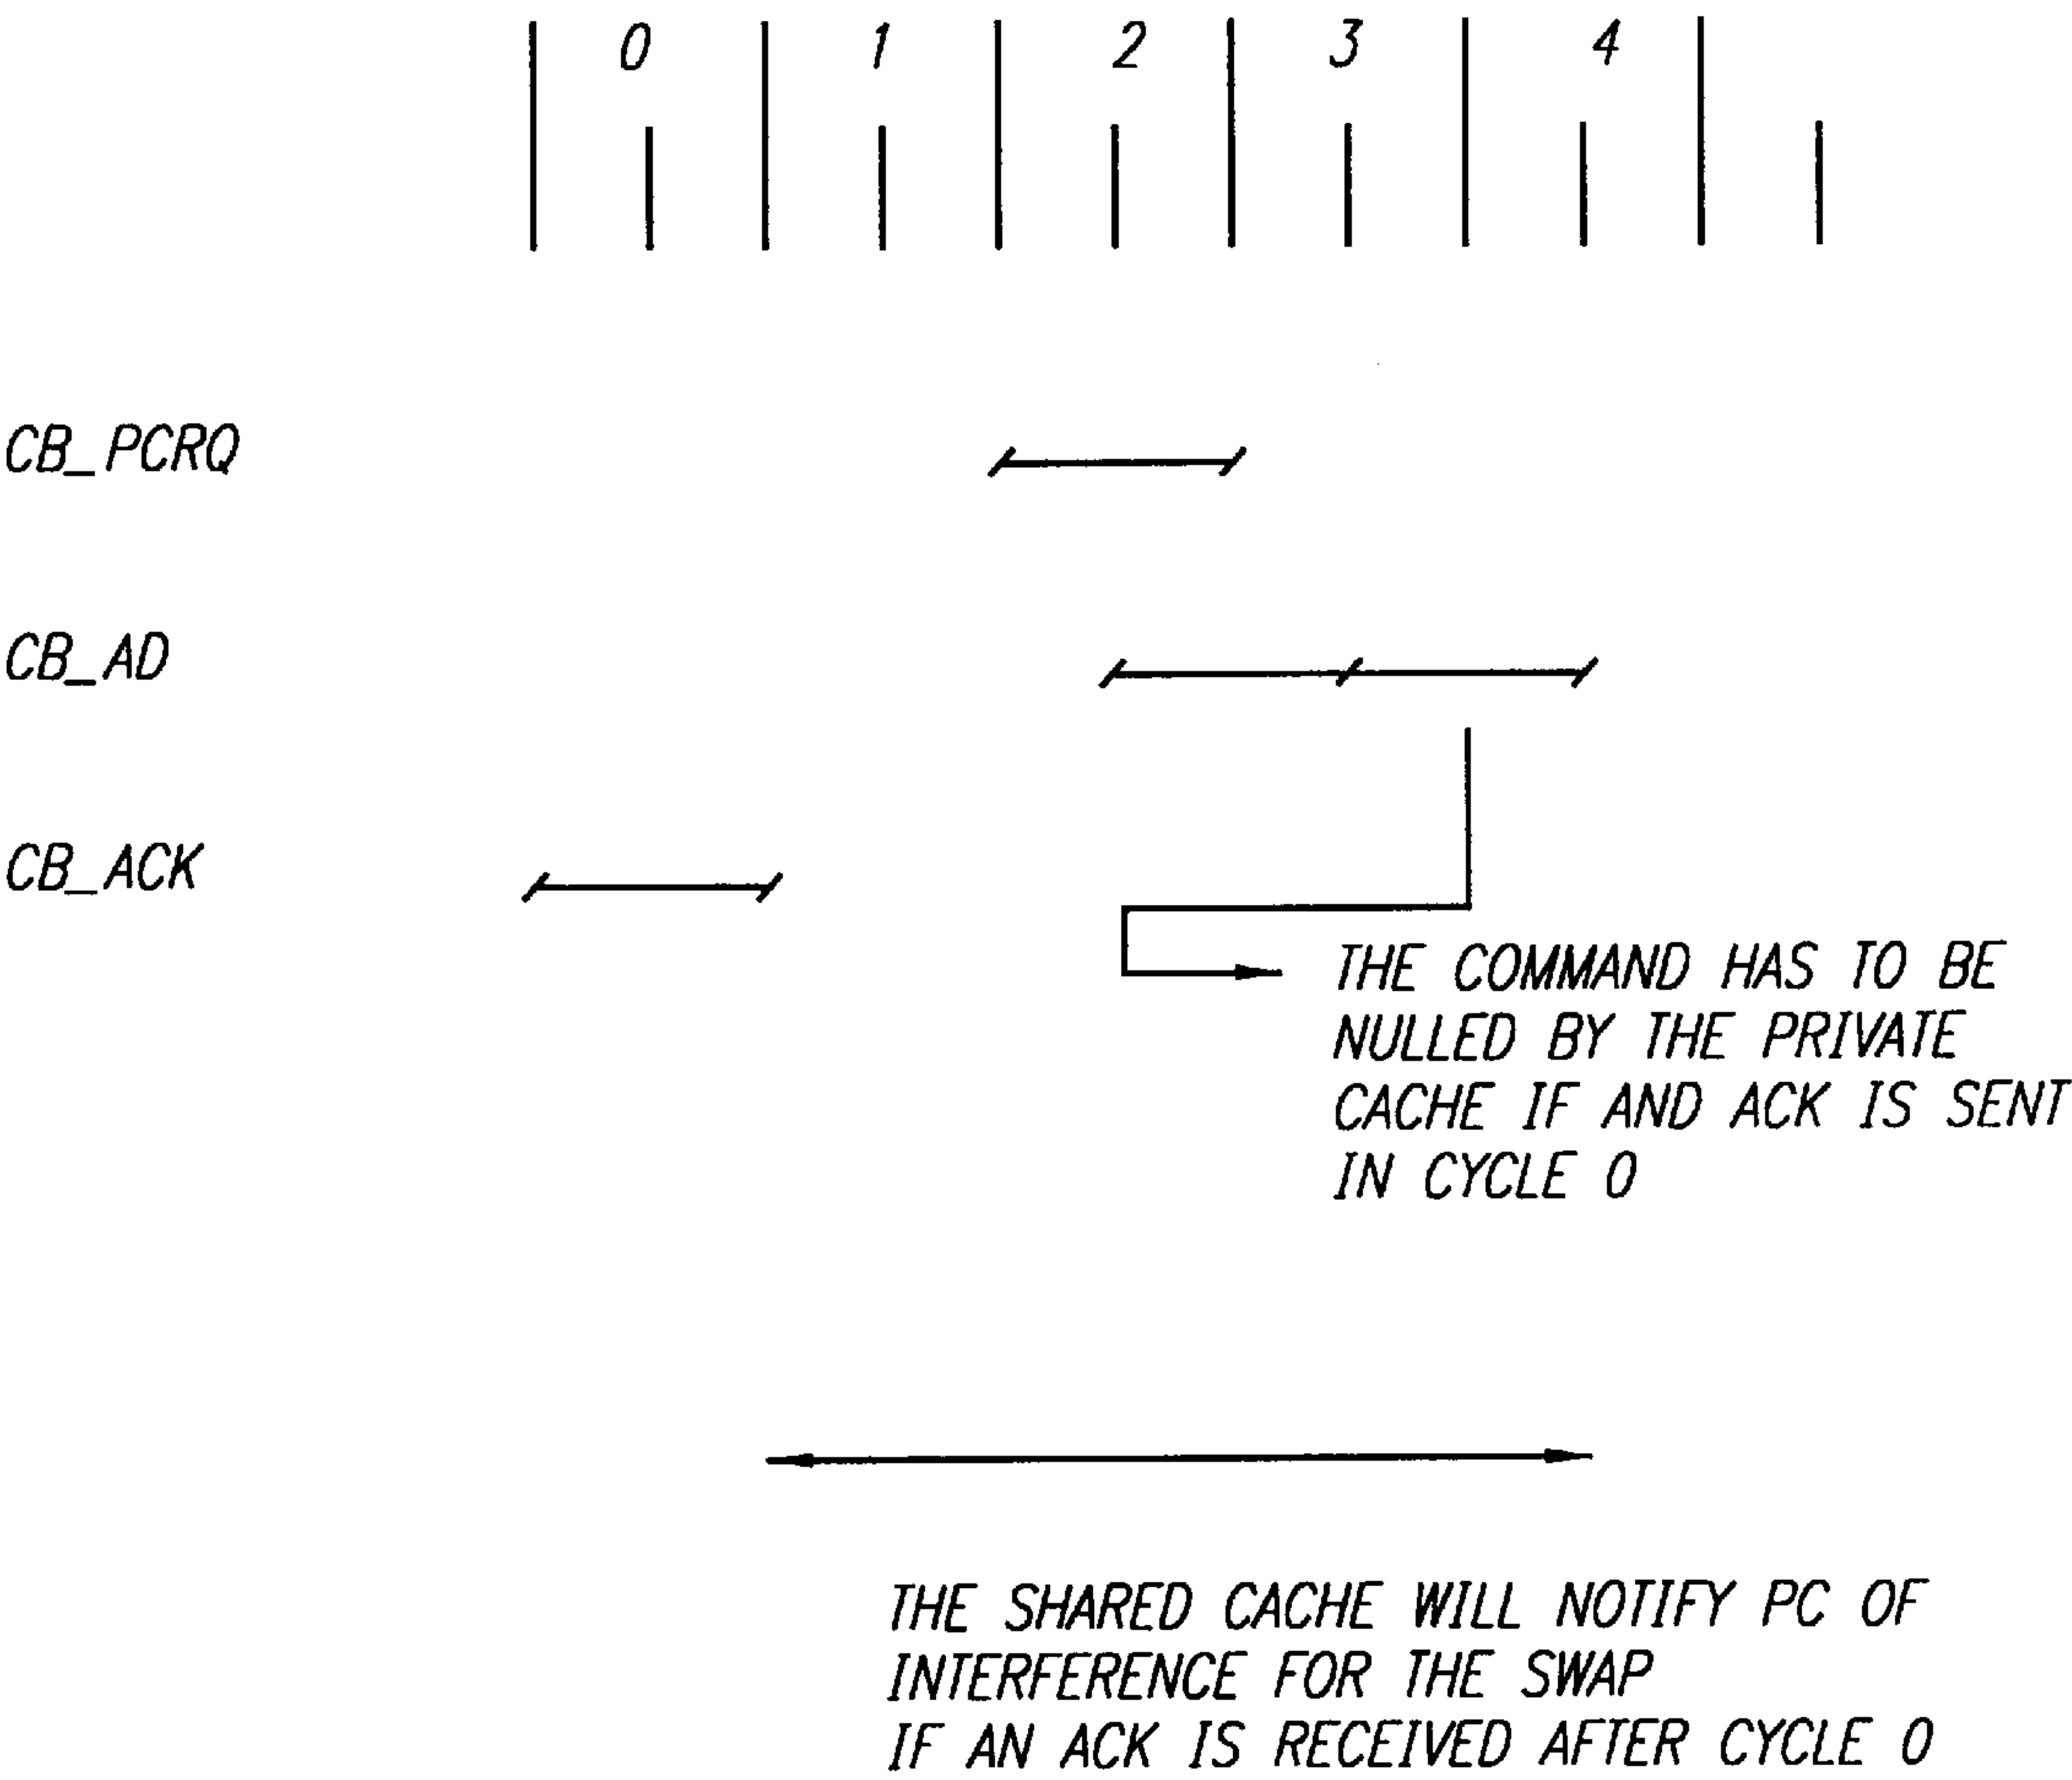 0 1 2 3 4
CB_PCRQ
CB_AD
CB_ACK
THE COMMAND HAS TO BE
NULLED BY THE PRIVATE
CACHE IF AND ACK IS SENT
IN CYCLE 0
THE SHARED CACHE WILL NOTIFY PC OF
INTERFERENCE FOR THE SWAP
IF AN ACK IS RECEIVED AFTER CYCLE 0